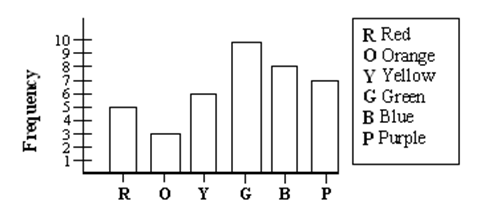 Frequency
10
9
8
7
6
5
4
3
2
1
R O Y G B P
R Red
O Orange
Y Yellow
G Green
B Blue
P Purple